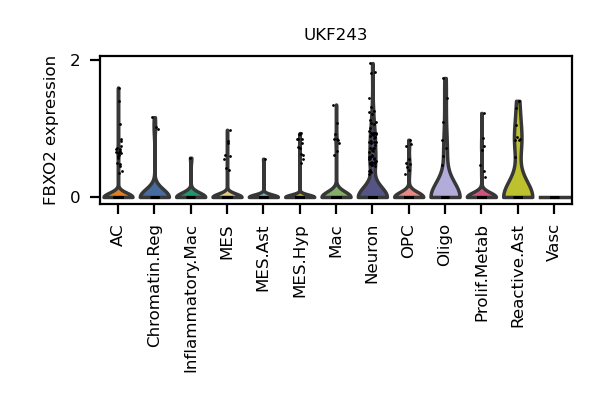 UKF243
FBXO2 expression
2
0
AC
Chromatin.Reg
Inflammatory.Mac
MES
MES.Ast
MES.Hyp
Mac
Neuron
OPC
Oligo
Prolif.Metab
Reactive.Ast
Vasc